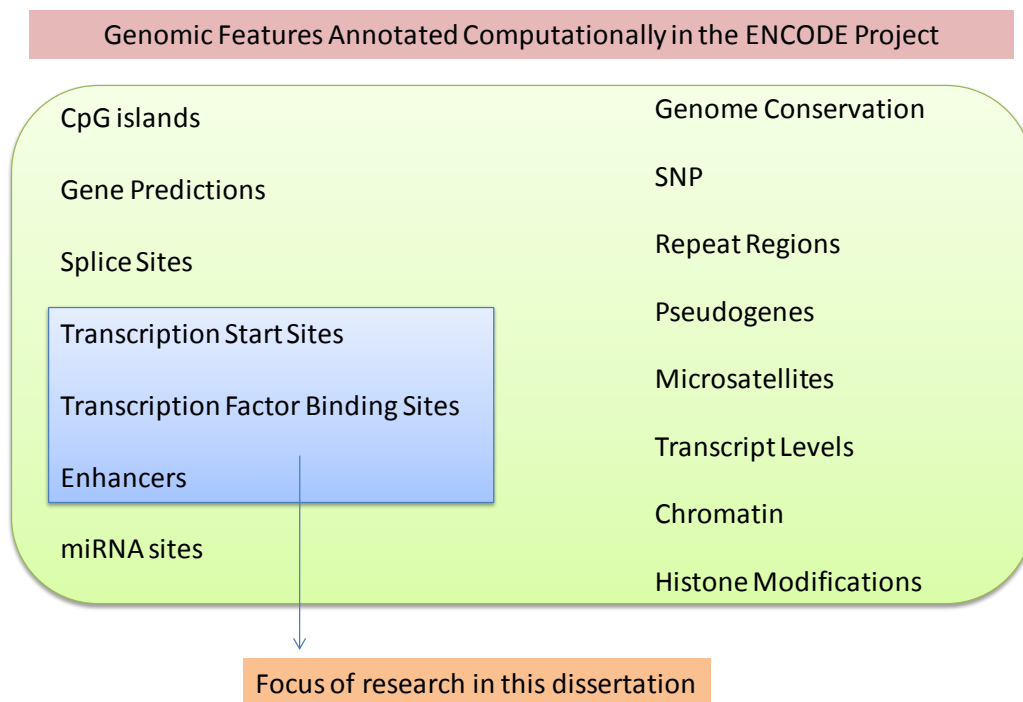 Genomic Features Annotated Computationally in the ENCODE Project
CpG islands
Gene Predictions
Splice Sites
Transcription Start Sites
Transcription Factor Binding Sites
Enhancers
miRNA sites
Genome Conservation
SNP
Repeat Regions
Pseudogenes
Microsatellites
Transcript Levels
Chromatin
Histone Modifications
Focus of research in this dissertation